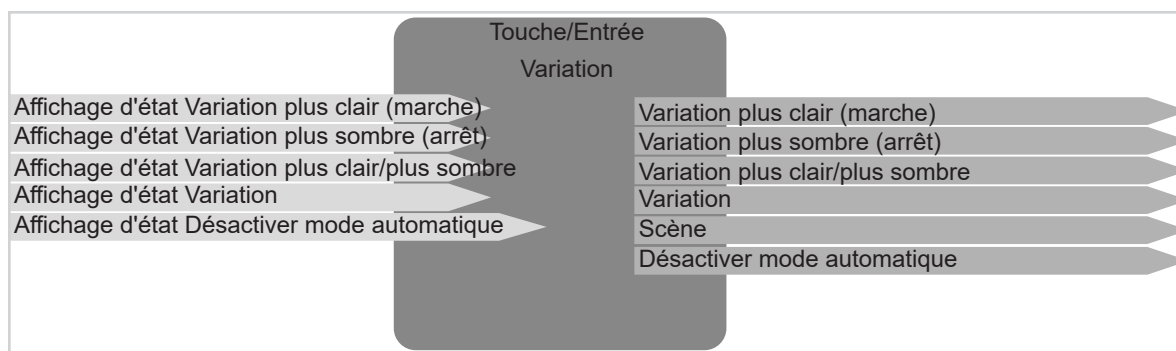 Touche/Entrée
Variation
Affichage d'état Variation plus clair (marche)
Affichage d'état Variation plus sombre (arrêt)
Affichage d'état Variation plus clair/plus sombre
Affichage d'état Variation
Affichage d'état Désactiver mode automatique
Variation plus clair (marche)
Variation plus sombre (arrêt)
Variation plus clair/plus sombre
Variation
Scène
Désactiver mode automatique